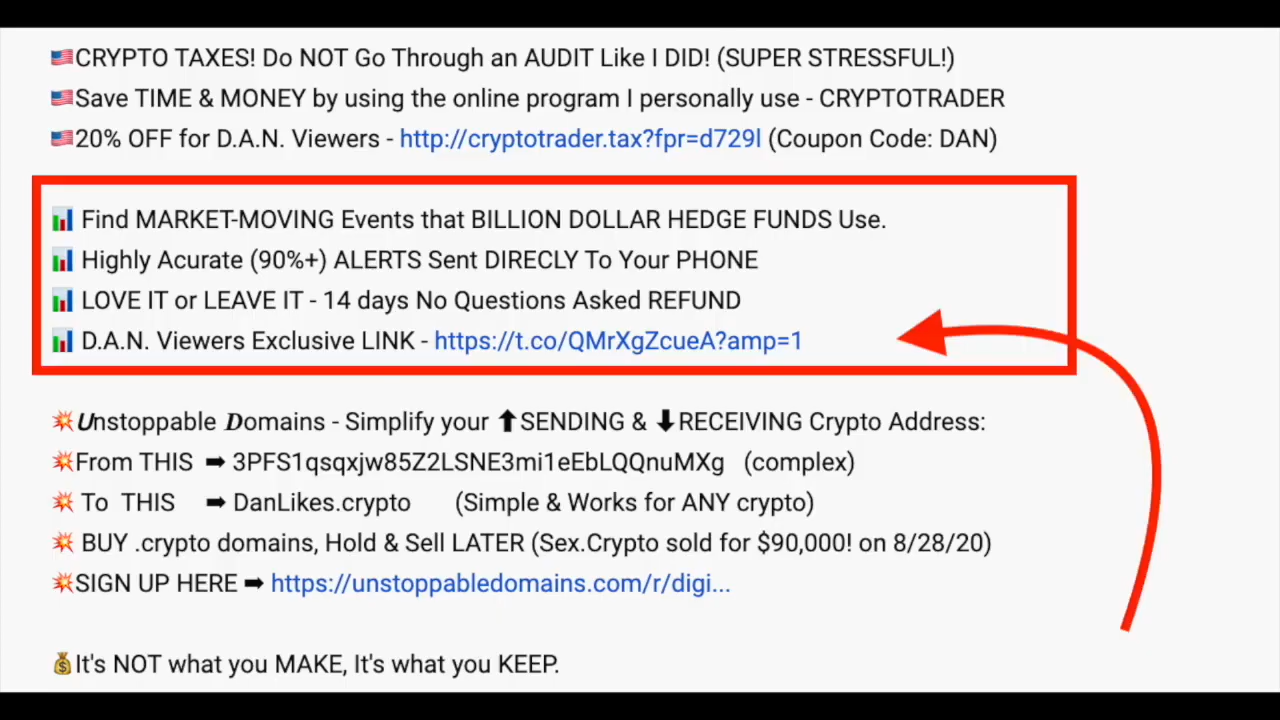 🇺🇸CRYPTO TAXES! Do NOT Go Through an AUDIT Like I DID! (SUPER STRESSFUL!)
🇺🇸Save TIME & MONEY by using the online program I personally use - CRYPTOTRADER
🇺🇸20% OFF for D.A.N. Viewers - http://cryptotrader.tax?fpr=d729l (Coupon Code: DAN)
📊 Find MARKET-MOVING Events that BILLION DOLLAR HEDGE FUNDS Use.
📊 Highly Acurate (90%+) ALERTS Sent DIRECLY To Your PHONE
📊 LOVE IT or LEAVE IT - 14 days No Questions Asked REFUND
📊 D.A.N. Viewers Exclusive LINK - https://t.co/QMrXgZcueA?amp=1
💥𝑼nstoppable 𝑫omains - Simplify your ⬆SENDING & ⬇RECEIVING Crypto Address:
💥From THIS ➡ 3PFS1qsqxjw85Z2LSNE3mi1eEbLQQnuMXg (complex)
💥 To THIS ➡ DanLikes.crypto (Simple & Works for ANY crypto)
💥 BUY .crypto domains, Hold & Sell LATER (Sex.Crypto sold for $90,000! on 8/28/20)
💥SIGN UP HERE ➡ https://unstoppabledomains.com/r/digi...
💰It's NOT what you MAKE, It's what you KEEP.